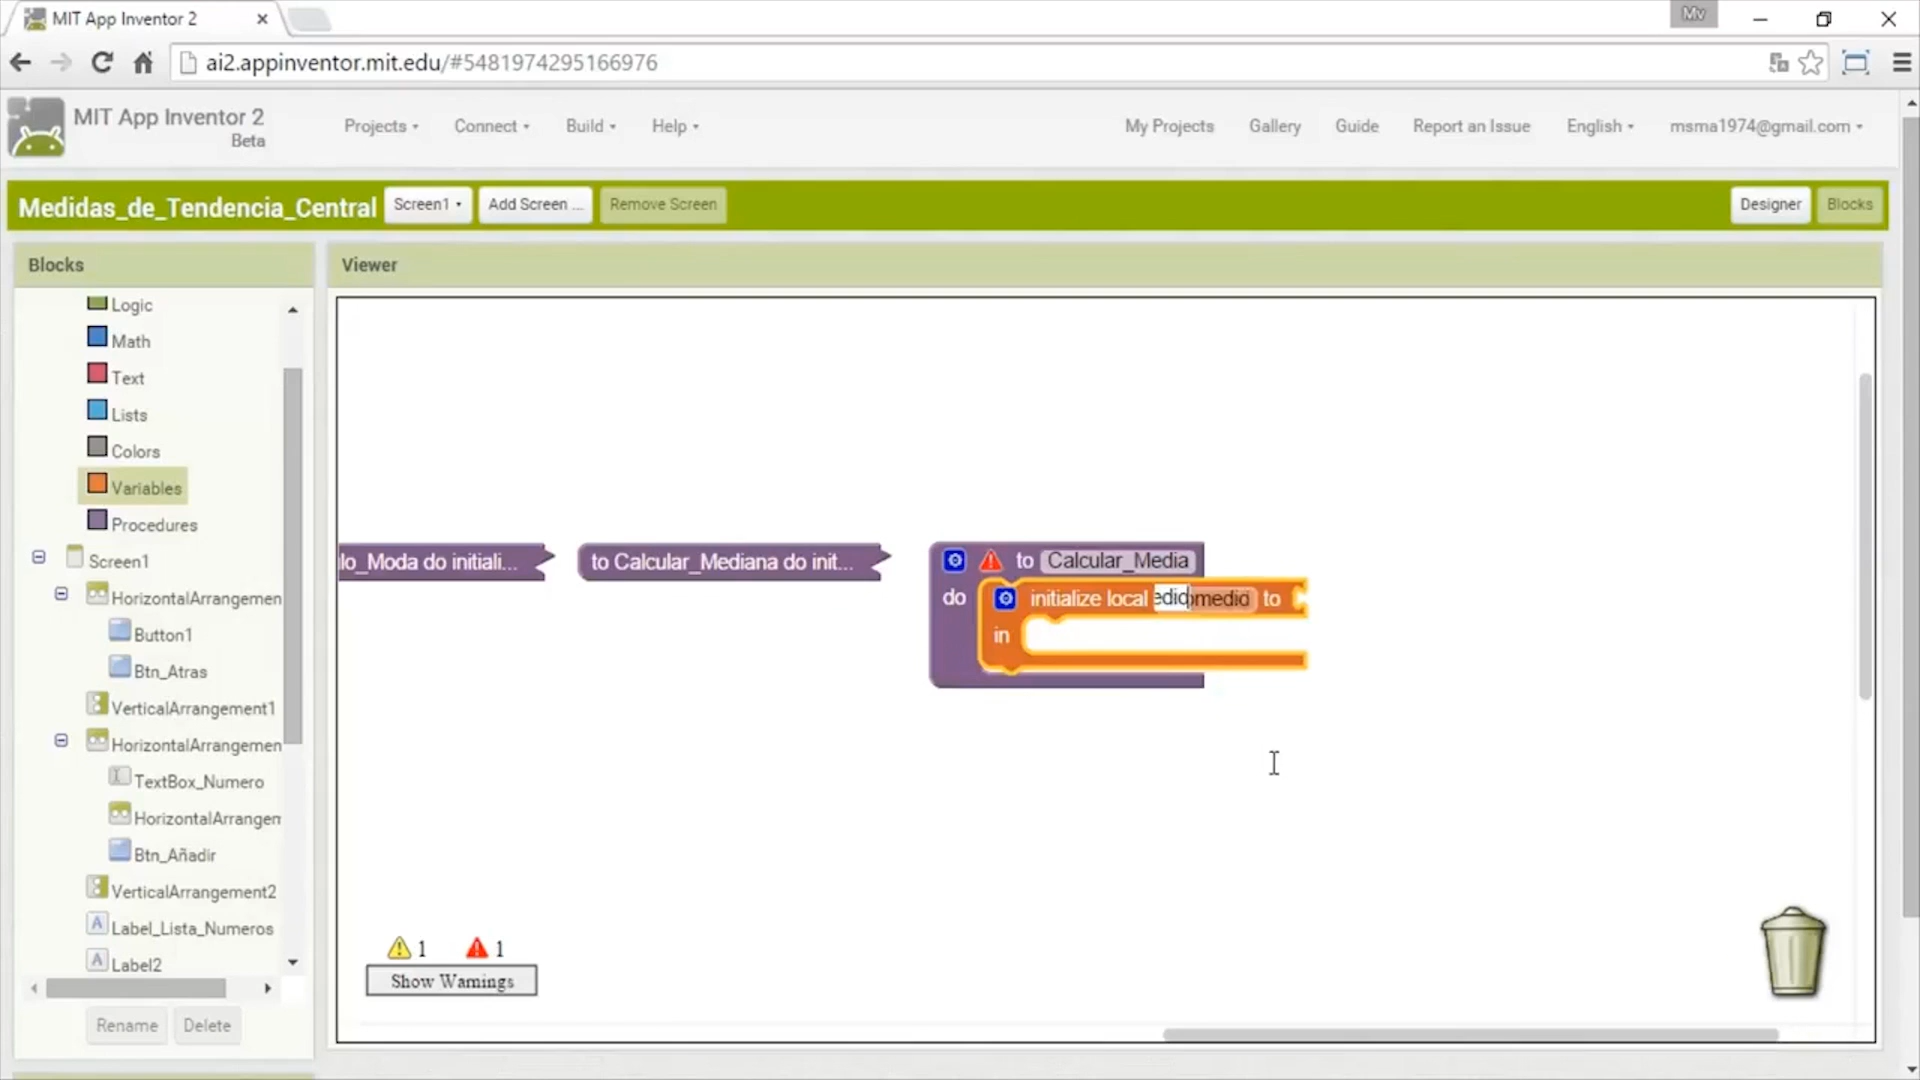 MIT App Inventor 2
Mv
ai2.appinventor.mit.edu/#5481974295166976
MIT App Inventor 2
Beta
Projects
Connect
Build
Help
My Projects
Gallery
Guide
Report an Issue
English
msma1974@gmail.com
Medidas_de_Tendencia_Central
Screen1
Add Screen ...
Remove Screen
Designer
Blocks
Blocks
Viewer
Logic
Math
Text
Lists
Colors
Variables
Procedures
Screen1
HorizontalArrangemen
Button1
Btn_Atras
VerticalArrangement1
HorizontalArrangemen
TextBox_Numero
HorizontalArrangem
Btn_Añadir
VerticalArrangement2
Label_Lista_Numeros
Label2
Rename
Delete
lo_Moda do initiali...
to Calcular_Mediana do init...
to Calcular_Media
do
initialize local
to
in
1
1
Show Warnings